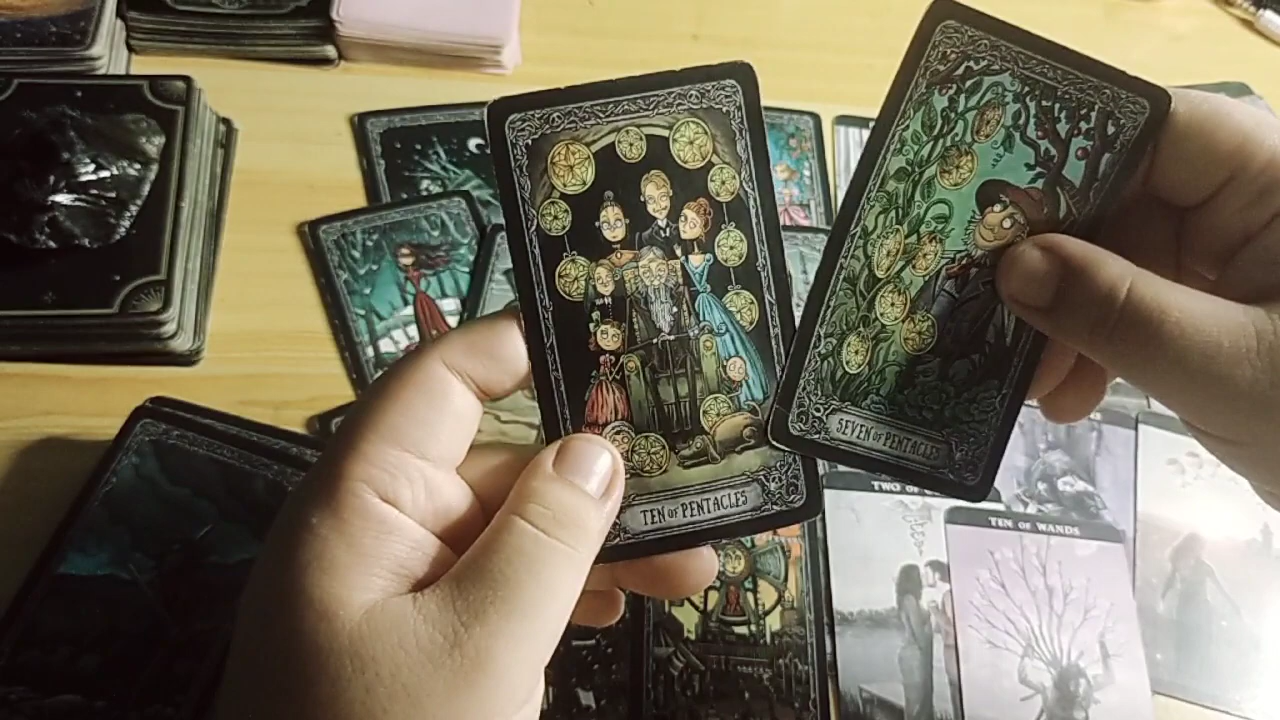 SEVEN OF PENTACLES
TEN OF PENTACLES
TWO OF
TEN OF WANDS